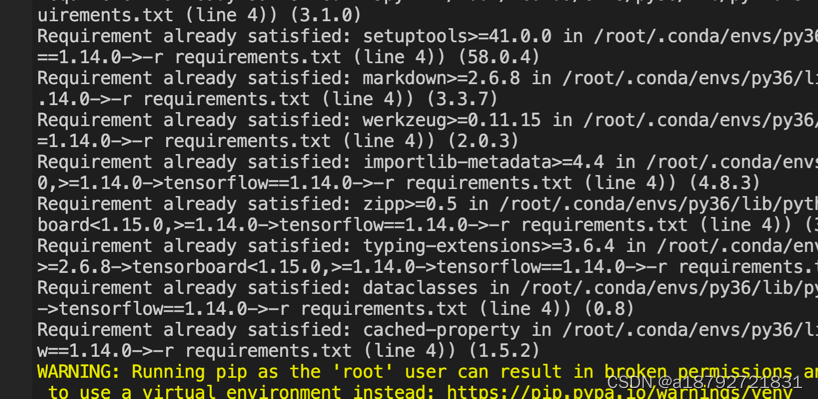 uirements.txt (line 4)) (3.1.0)
Requirement already satisfied: setuptools>=41.0.0 in /root/.conda/envs/py36
==1.14.0->-r requirements.txt (line 4)) (58.0.4)
Requirement already satisfied: markdown>=2.6.8 in /root/.conda/envs/py36/li
.14.0->-r requirements.txt (line 4)) (3.3.7)
Requirement already satisfied: werkzeug>=0.11.15 in /root/.conda/envs/py36/
=1.14.0->-r requirements.txt (line 4)) (2.0.3)
Requirement already satisfied: importlib-metadata>=4.4 in /root/.conda/envs
0,>=1.14.0->tensorflow==1.14.0->-r requirements.txt (line 4)) (4.8.3)
Requirement already satisfied: zipp>=0.5 in /root/.conda/envs/py36/lib/pyth
board<1.15.0,>=1.14.0->tensorflow==1.14.0->-r requirements.txt (line 4)) (3
Requirement already satisfied: typing-extensions>=3.6.4 in /root/.conda/env
>=2.6.8->tensorboard<1.15.0,>=1.14.0->tensorflow==1.14.0->-r requirements.t
Requirement already satisfied: dataclasses in /root/.conda/envs/py36/lib/py
->tensorflow==1.14.0->-r requirements.txt (line 4)) (0.8)
Requirement already satisfied: cached-property in /root/.conda/envs/py36/li
w==1.14.0->-r requirements.txt (line 4)) (1.5.2)
WARNING: Running pip as the 'root' user can result in broken permissions an
to use a virtual environment instead: https://pip.pypa.io/warnings/venv
CSDN @a18792721831